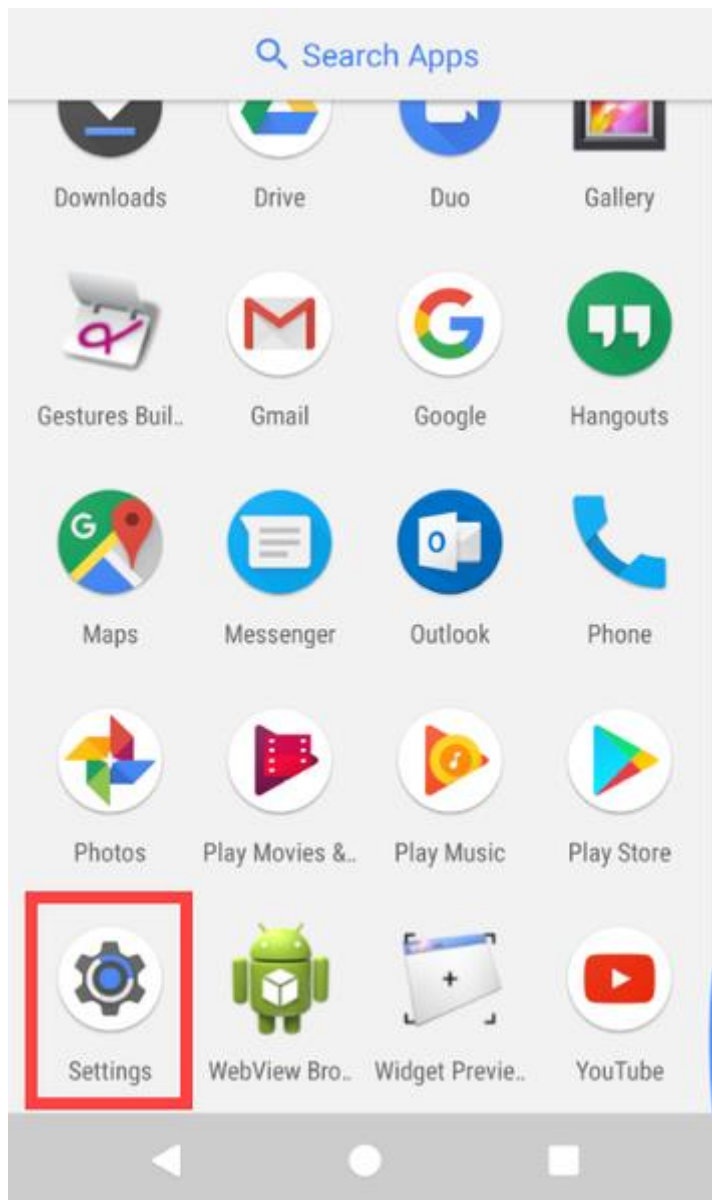 Search Apps
Downloads Drive Duo Gallery
Gestures Buil.. Gmail Google Hangouts
Maps Messenger Outlook Phone
Photos Play Movies &.. Play Music Play Store
Settings WebView Bro.. Widget Previe.. YouTube